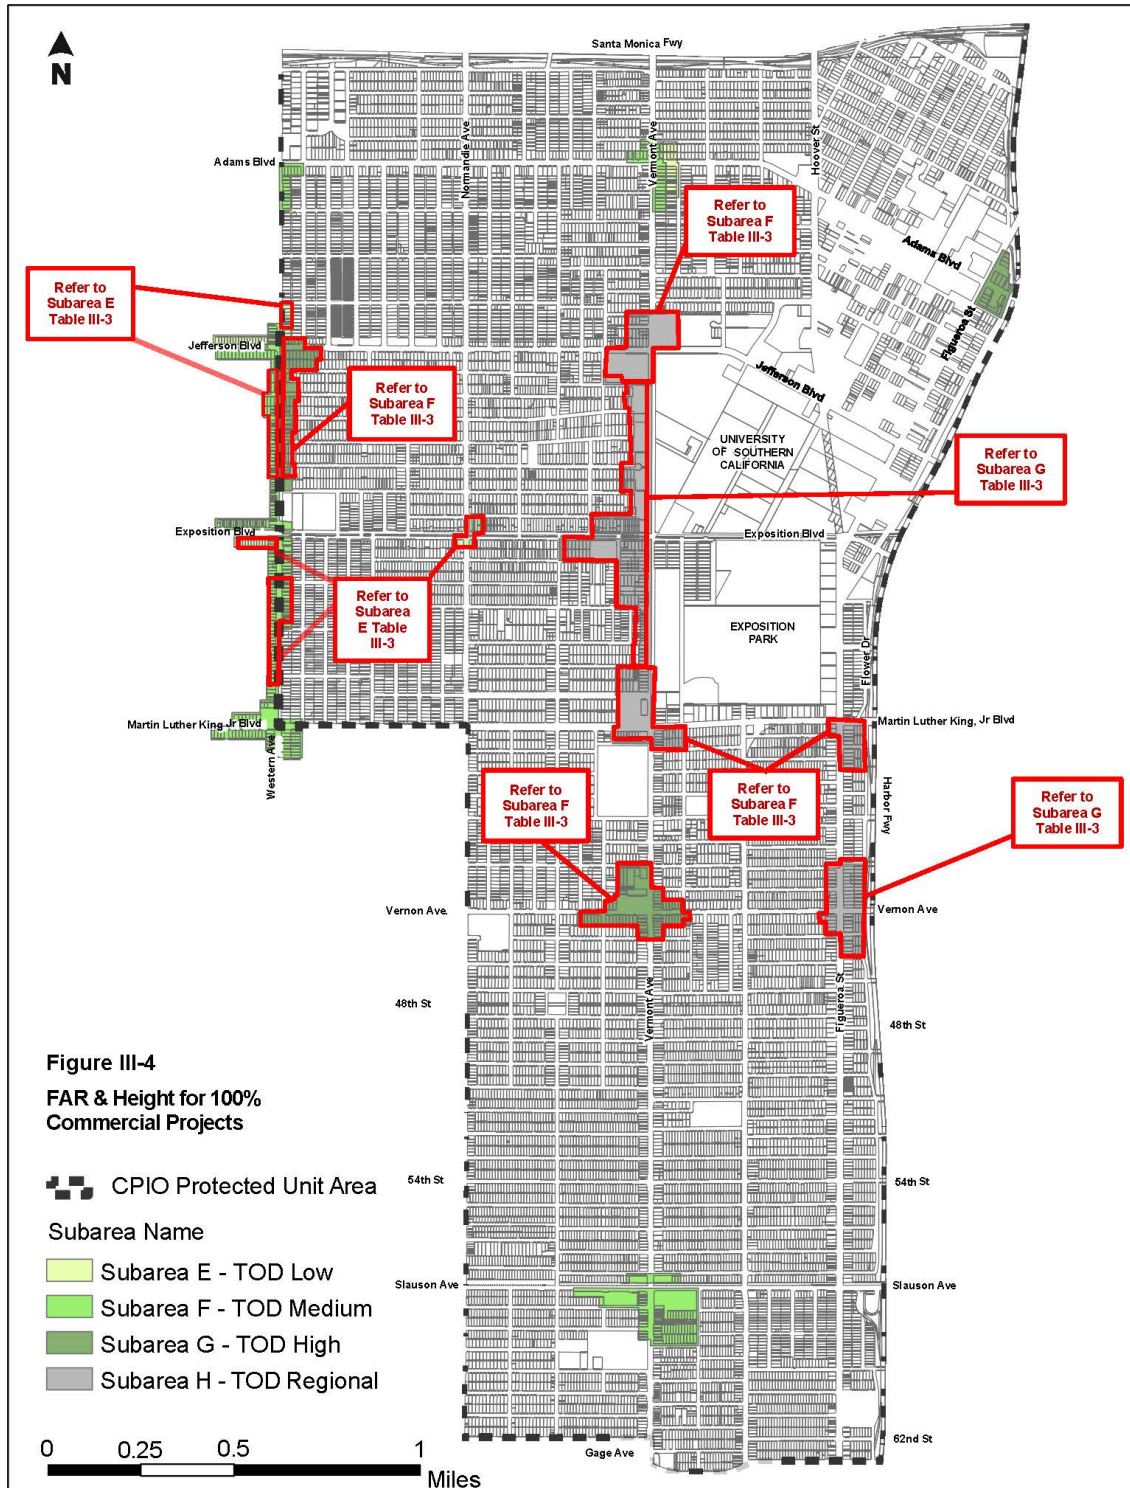 Santa Monica Fwy
N
Normandie Ave
Vermont Ave
Hoover St
Adams Blvd
Refer to
Subarea F
Table III-3
Adams Blvd
Refer to
Subarea E
Table III-3
Figueroa St
Jefferson Blvd
Jefferson Blvd
Refer to
Subarea F
Table III-3
UNIVERSITY
OF SOUTHERN
CALIFORNIA
Refer to
Subarea G
Table III-3
Exposition Blvd
Exposition Blvd
Refer to
Subarea
E Table
III-3
EXPOSITION
PARK
Flower Dr
Martin Luther King, Jr Blvd
Martin Luther King Jr Blvd
Western Ave
Harbor Fwy
Refer to
Subarea F
Table III-3
Refer to
Subarea F
Table III-3
Refer to
Subarea G
Table III-3
Vernon Ave.
Vernon Ave
Vermont Ave
Figueroa St
48th St
48th St
Figure III-4
FAR & Height for 100%
Commercial Projects
CPIO Protected Unit Area
54th St
54th St
Subarea Name
Subarea E - TOD Low
Slauson Ave
Slauson Ave
Subarea F - TOD Medium
Subarea G - TOD High
Subarea H - TOD Regional
62nd St
Gage Ave
0 0.25 0.5 1
Miles